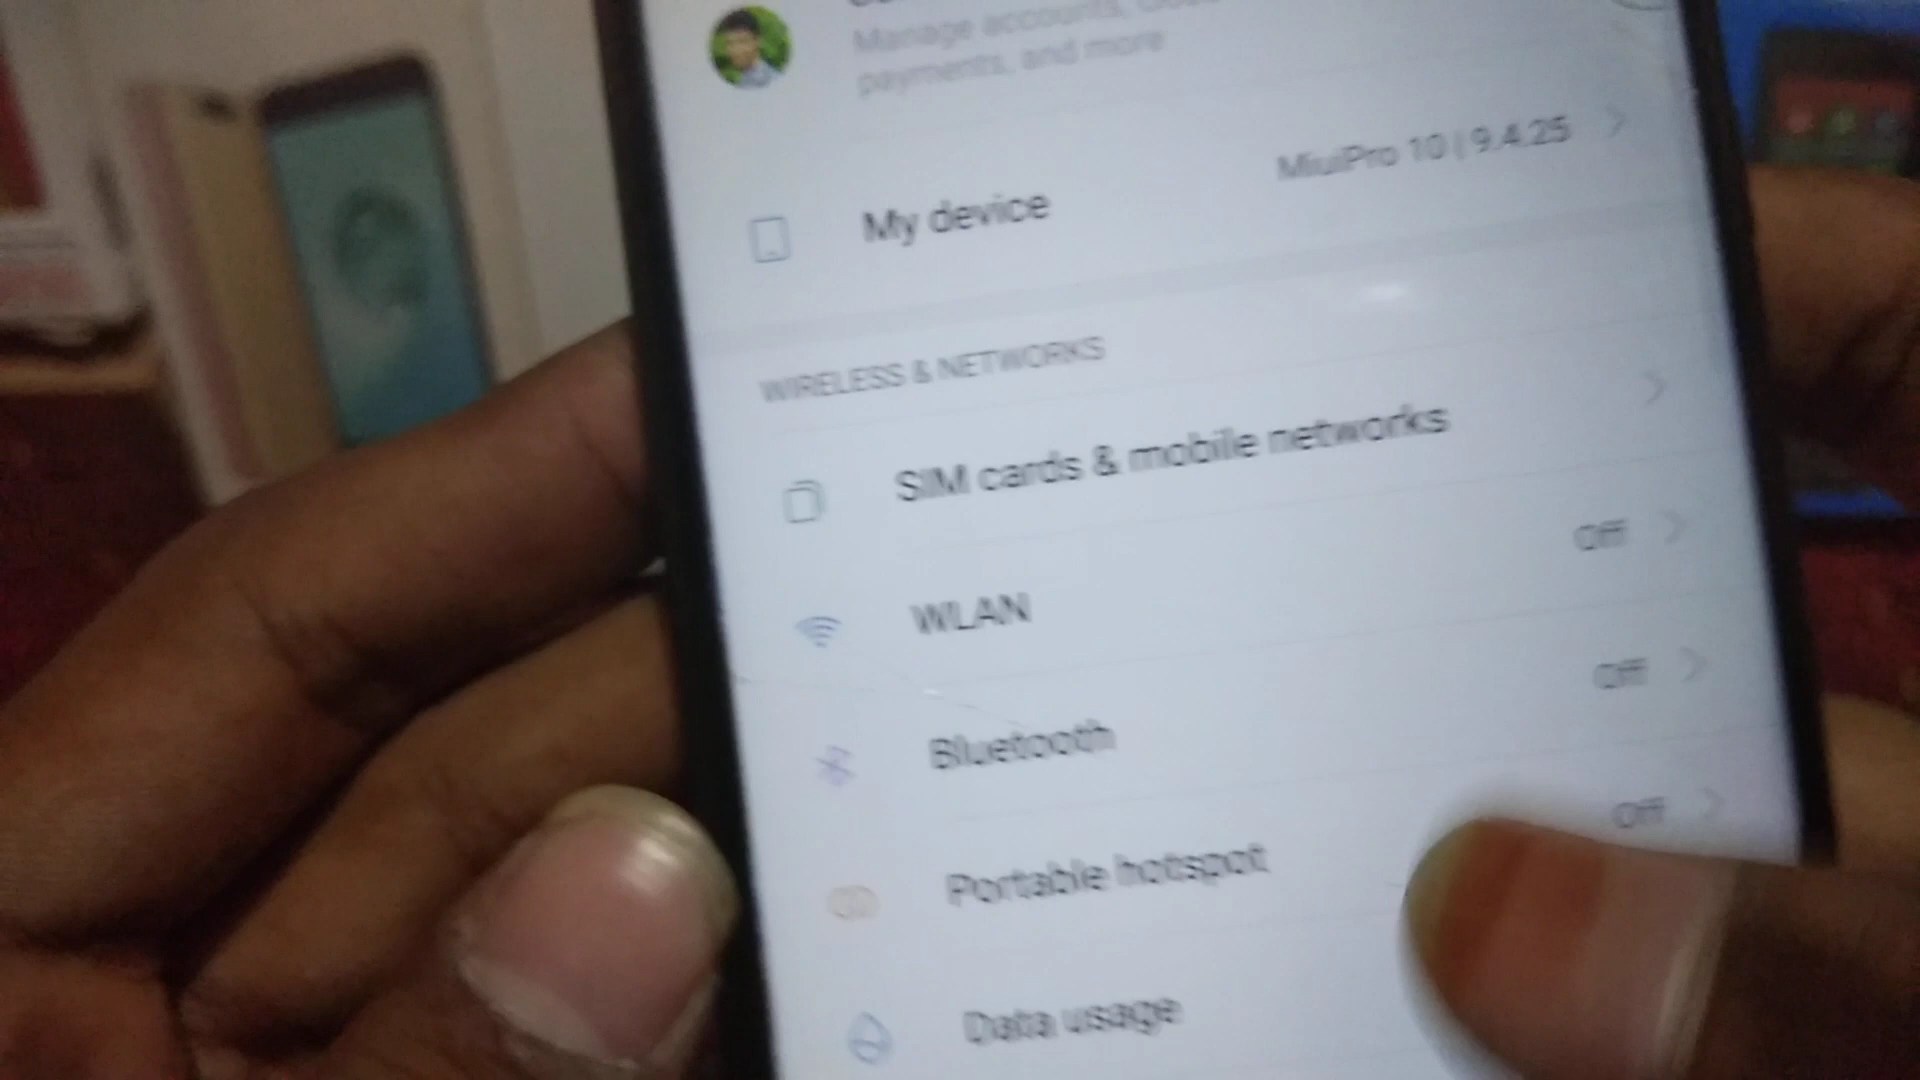 Manage accounts,
payments, and more
My device
MiuiPro 10 | 9.4.25
WIRELESS & NETWORKS
SIM cards & mobile networks
WLAN
Off
Bluetooth
Off
Portable hotspot
Off
Data usage